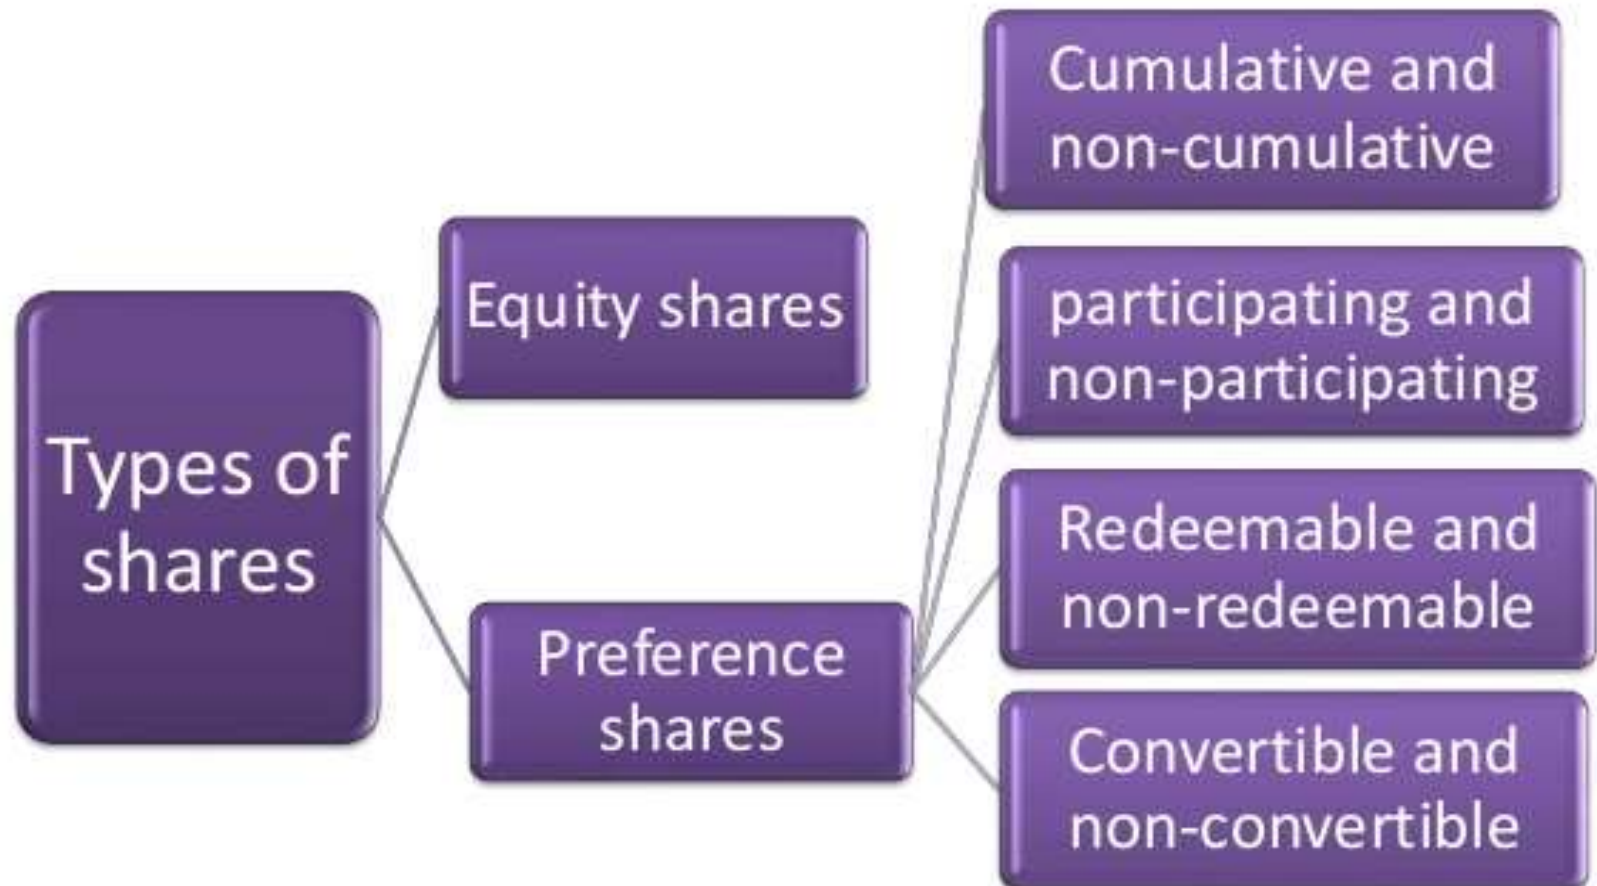 Types of
shares
Equity shares
Preference
shares
Cumulative and
non-cumulative
participating and
non-participating
Redeemable and
non-redeemable
Convertible and
non-convertible